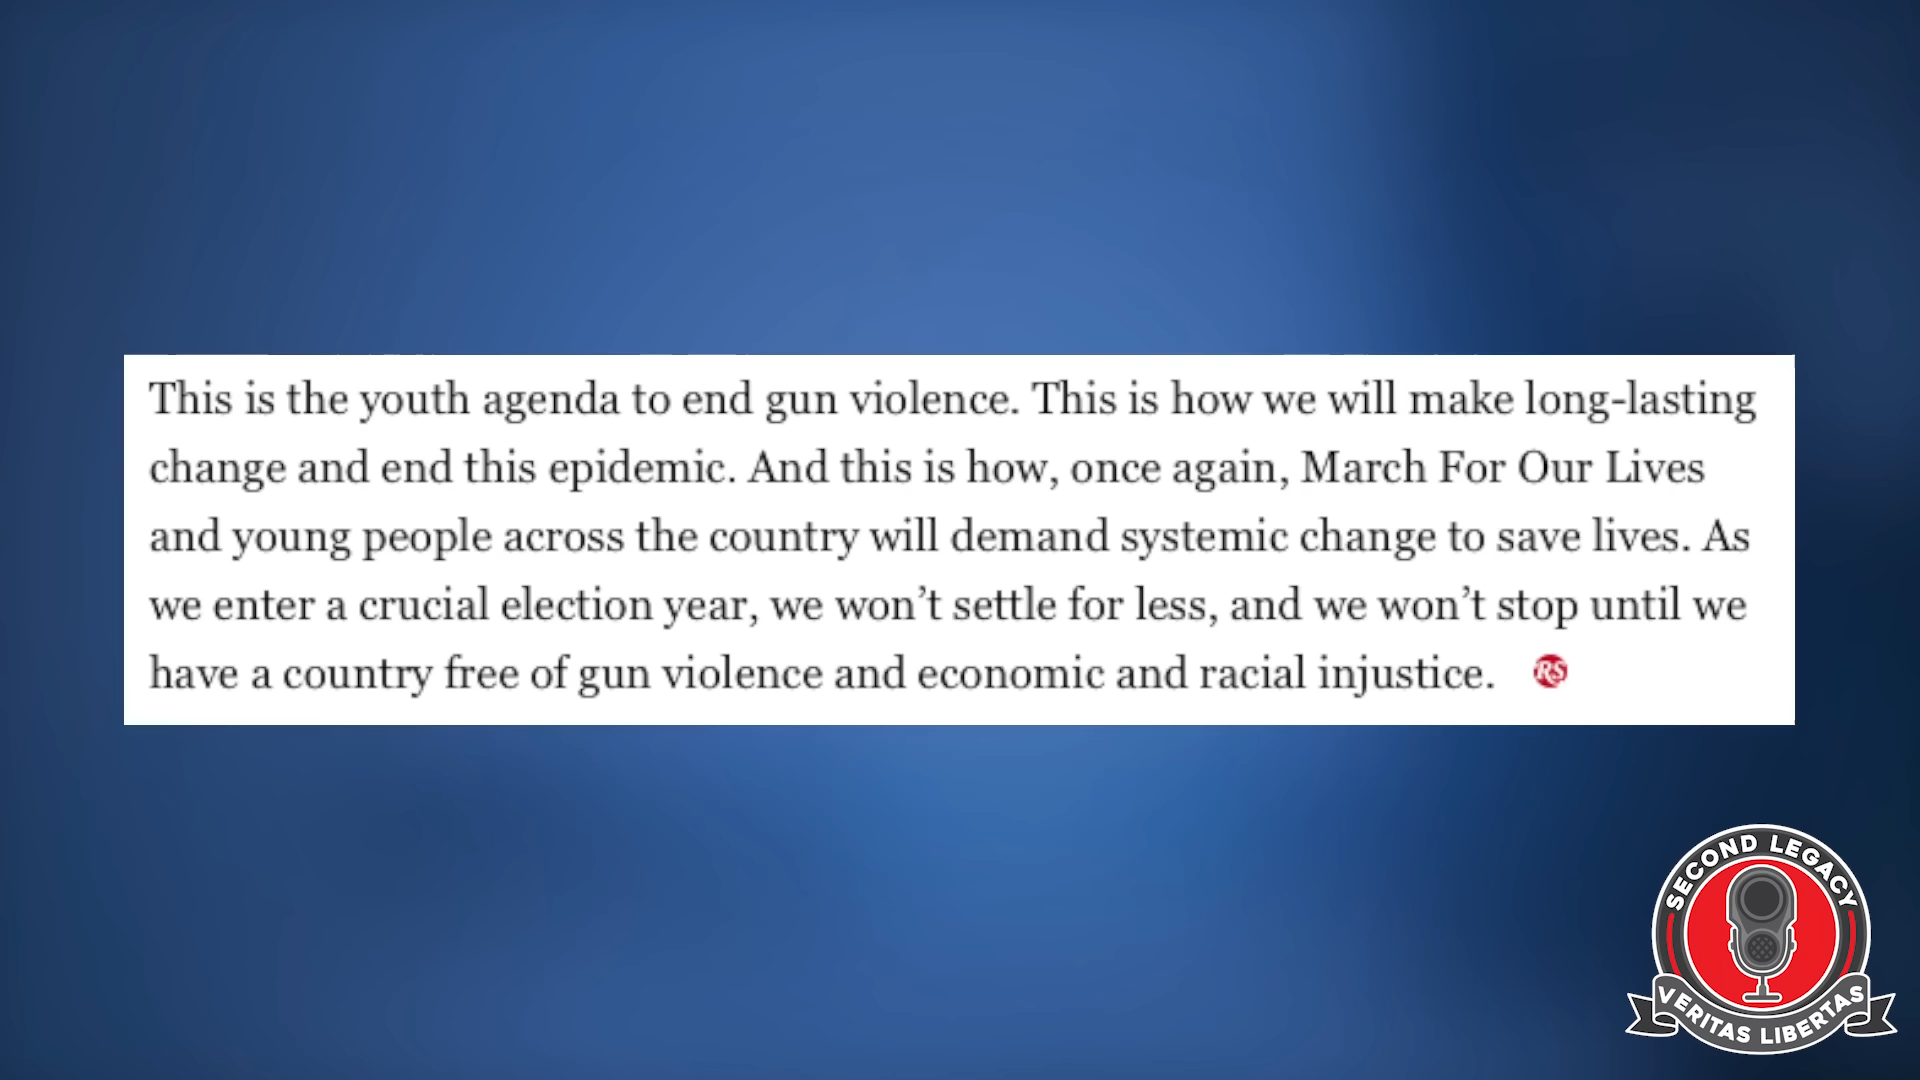 This is the youth agenda to end gun violence. This is how we will make long-lasting
change and end this epidemic. And this is how, once again, March For Our Lives
and young people across the country will demand systemic change to save lives. As
we enter a crucial election year, we won’t settle for less, and we won’t stop until we
have a country free of gun violence and economic and racial injustice. RS
SECOND LEGACY
VERITAS LIBERTAS